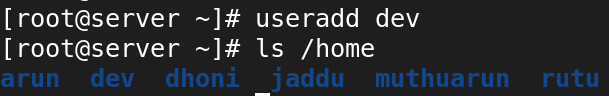 [root@server ~]# useradd dev
[root@server ~]# ls /home
arun  dev  dhoni  jaddu  muthuarun  rutu